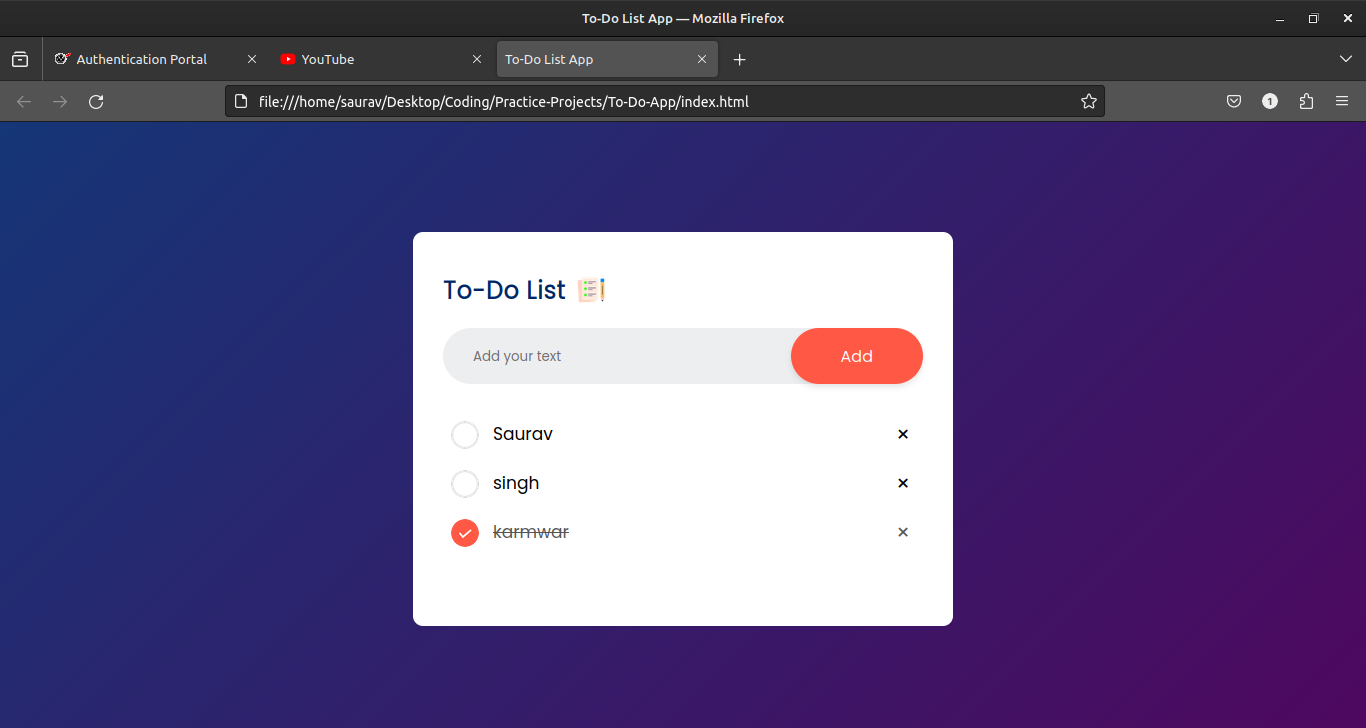 To-Do List App — Mozilla Firefox
Authentication Portal
YouTube
To-Do List App
file:///home/saurav/Desktop/Coding/Practice-Projects/To-Do-App/index.html
1
To-Do List
Add your text
Add
Saurav
singh
karmwar